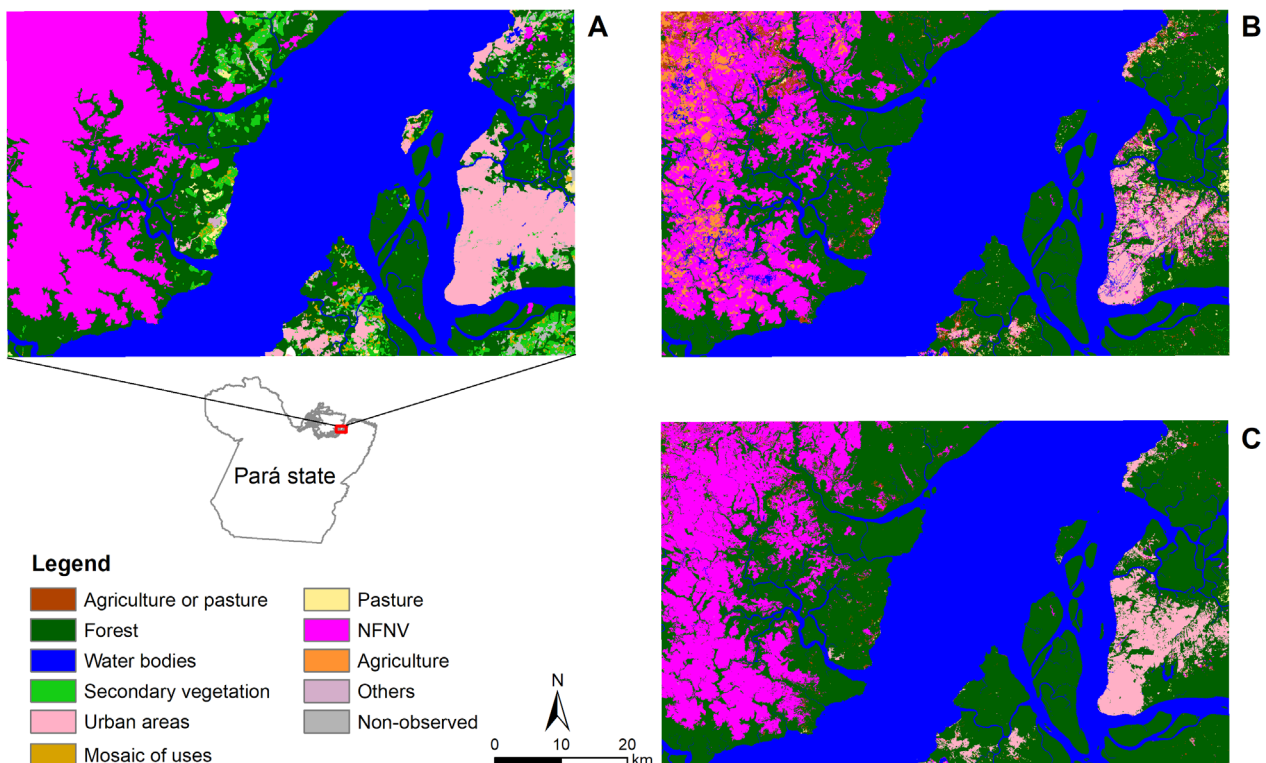 A
B
Pará state
C
Legend
Agriculture or pasture
Forest
Water bodies
Secondary vegetation
Urban areas
Mosaic of uses
Pasture
NFNV
Agriculture
Others
Non-observed
N
0 10 20
km